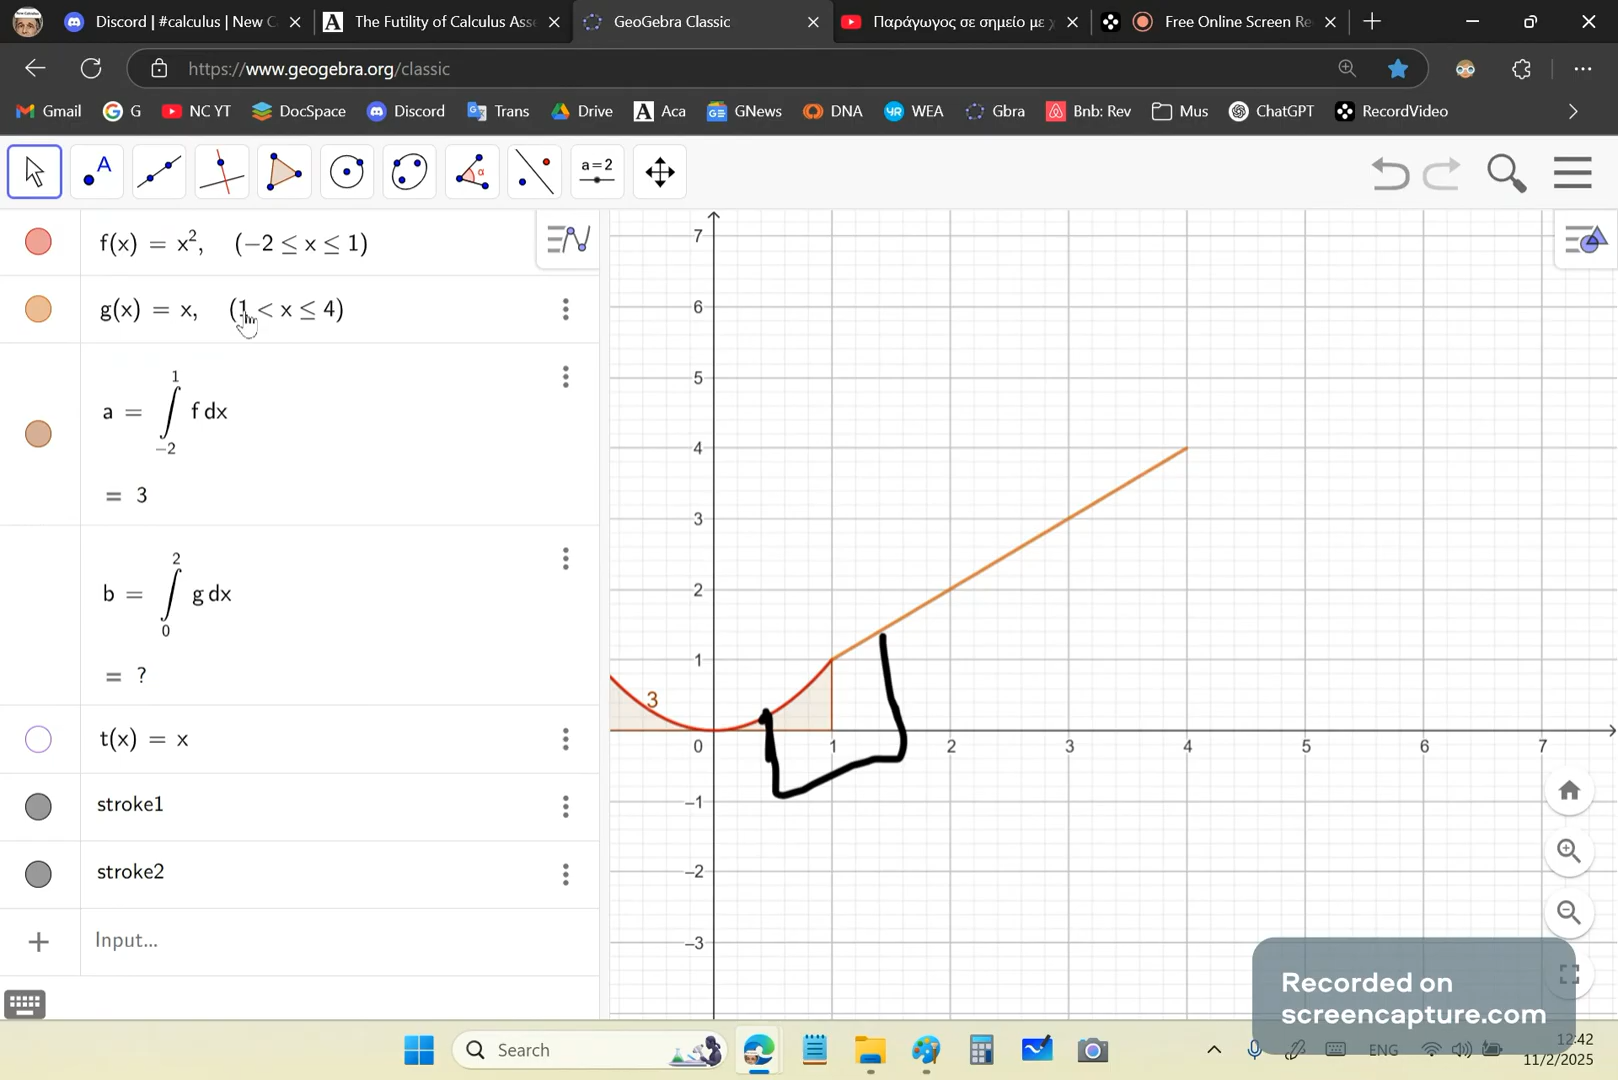 Discord | #calculus | New C
The Futility of Calculus Asse
GeoGebra Classic
Παράγωγος σε σημείο με χ
Free Online Screen Re
https://www.geogebra.org/classic
Gmail G NC YT DocSpace Discord Trans Drive Aca GNews DNA WEA Gbra Bnb: Rev Mus ChatGPT RecordVideo
A α a=2
f(x) = x², (−2 ≤ x ≤ 1)
g(x) = x, (1 < x ≤ 4)
1
a = ∫ f dx
−2
= 3
2
b = ∫ g dx
0
= ?
t(x) = x
stroke1
stroke2
+ Input...
7
6
5
4
3
2
1
3
0 1 2 3 4 5 6 7
−1
−2
−3
Recorded on
screencapture.com
Search
ENG
12:42
11/2/2025